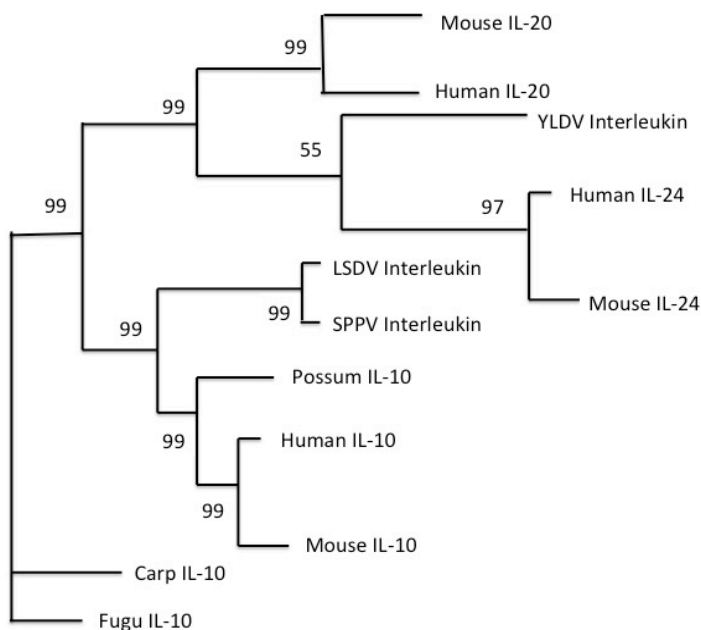 Mouse IL-20
99
Human IL-20
99
YLDV Interleukin
55
Human IL-24
97
99
LSDV Interleukin
Mouse IL-24
99
SPPV Interleukin
99
Possum IL-10
Human IL-10
99
99
Mouse IL-10
Carp IL-10
Fugu IL-10